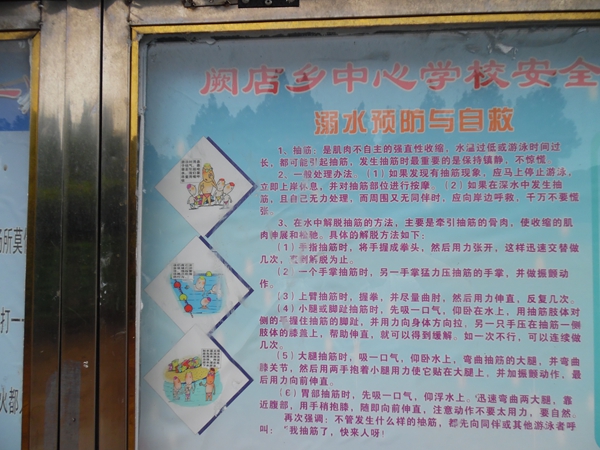 阙店乡中心学校安全
溺水预防与自救
1、抽筋：是肌肉不自主的强直性收缩，水温过低或游泳时间过
长，都可能引起抽筋，发生抽筋时最重要的是保持镇静，不惊慌。
2、一般处理办法。（1）如果发现有抽筋现象，应马上停止游泳，
立即上岸休息，并对抽筋部位进行按摩。（2）如果在深水中发生抽
筋，且自己无力处理，而周围又无同伴时，应向岸边呼救，千万不要慌
张。
3、在水中解脱抽筋的方法，主要是牵引抽筋的骨肉，使收缩的肌
肉伸展和松驰。具体的解脱方法如下：
（1）手指抽筋时，将手握成拳头，然后用力张开，这样迅速交替做
几次，直到解脱为止。
（2）一个手掌抽筋时，另一手掌猛力压抽筋的手掌，并做振颤动
作。
（3）上臂抽筋时，握拳，并尽量曲肘，然后用力伸直，反复几次。
（4）小腿或脚趾抽筋时，先吸一口气，仰卧在水上，用抽筋肢体对
侧的手握住抽筋的脚趾，并用力向身体方向拉，另一只手压在抽筋一侧
肢体的膝盖上，帮助伸直，就可以得到缓解。如一次不行，可以连续做
几次。
（5）大腿抽筋时，吸一口气，仰卧水上，弯曲抽筋的大腿，并弯曲
膝关节，然后用两手抱着小腿用力使它贴在大腿上，并加振颤动作，最
后用力向前伸直。
（6）胃部抽筋时，先吸一口气，仰浮水上。迅速弯曲两大腿，靠
近腹部，用手稍抱膝，随即向前伸直，注意动作不要太用力，要自然。
再次强调：不管发生什么样的抽筋，都先向同伴或其他游泳者呼
叫："我抽筋了，快来人呀！
场所莫
打一
火都